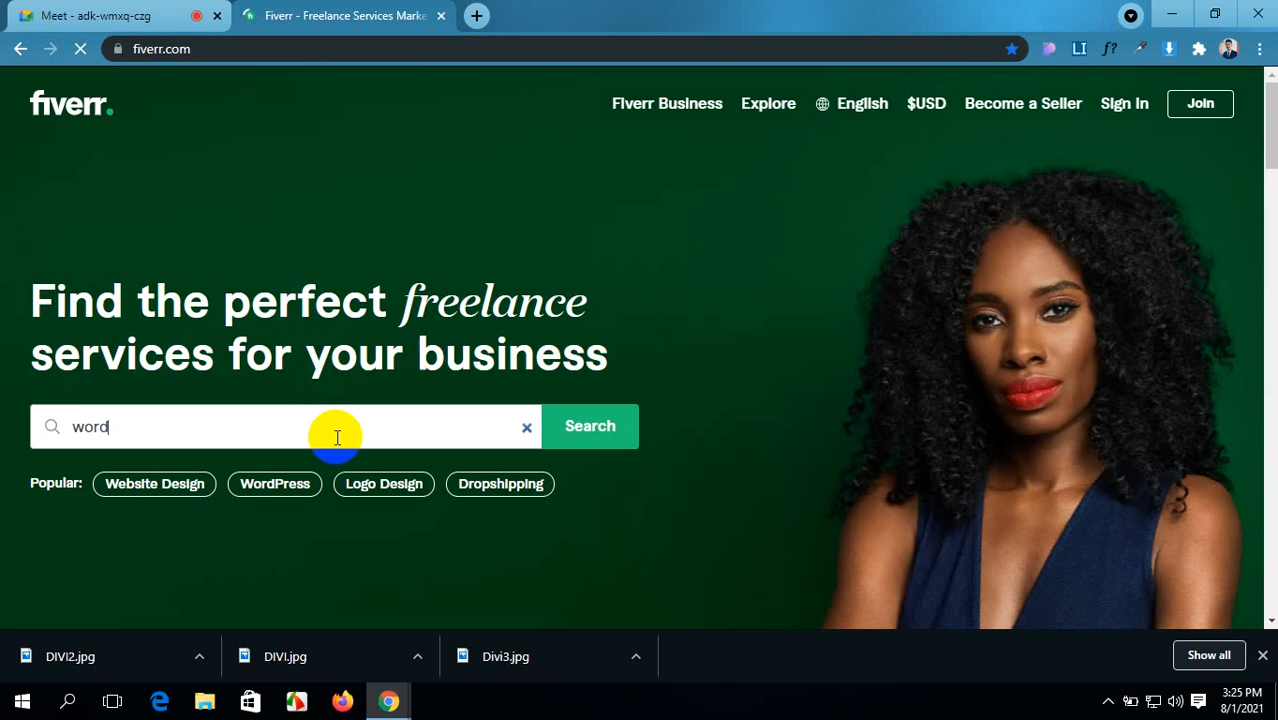 Meet - adk-wmxq-czg
Fiverr - Freelance Services Marke
fiverr.com
LI
f?
fiverr.
Fiverr Business
Explore
English
$USD
Become a Seller
Sign In
Join
Find the perfect freelance
services for your business
word
Search
Popular:
Website Design
WordPress
Logo Design
Dropshipping
DIVI2.jpg
DIVI.jpg
Divi3.jpg
Show all
3:25 PM
8/1/2021